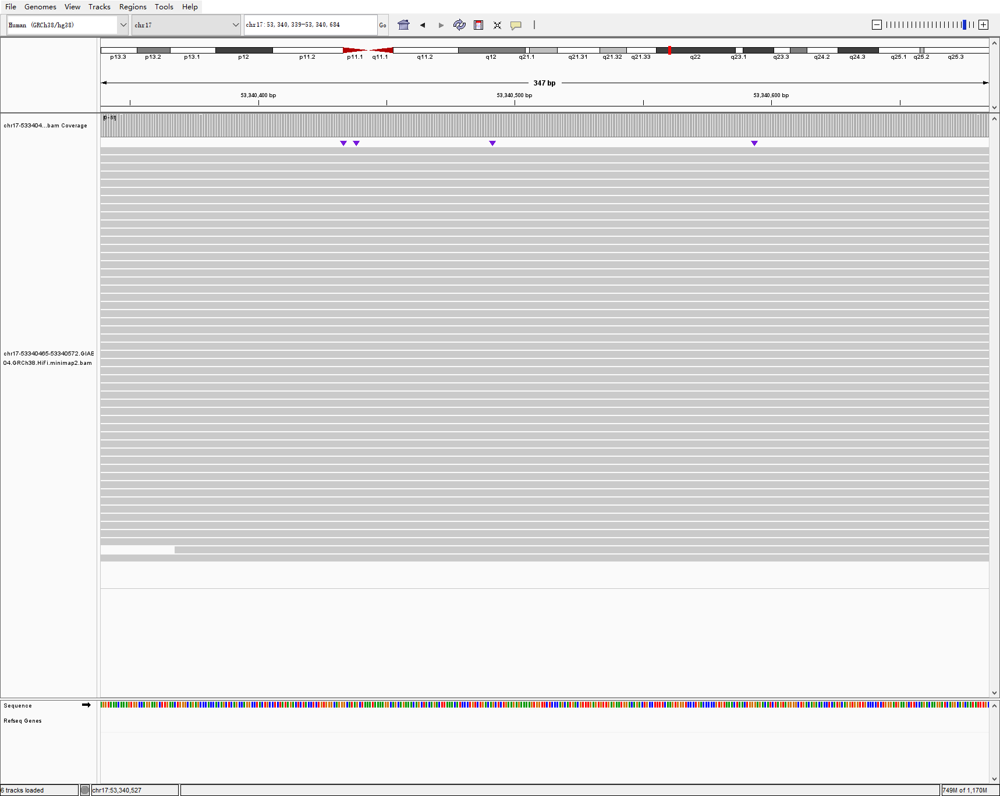 File Genomes View Tracks Regions Tools Help
Human (GRCh38/hg38) chr17 chr17:53,340,339-53,340,684 Go
p13.3 p13.2 p13.1 p12 p11.2 p11.1 q11.1 q11.2 q12 q21.1 q21.31 q21.32 q21.33 q22 q23.1 q23.3 q24.2 q24.3 q25.1 q25.2 q25.3
347 bp
53,340,400 bp 53,340,500 bp 53,340,600 bp
[0 - 51]
chr17-533404...bam Coverage
chr17-53340465-53340572.GIAB
04.GRCh38.HiFi.minimap2.bam
Sequence
Refseq Genes
6 tracks loaded chr17:53,340,527 749M of 1,170M